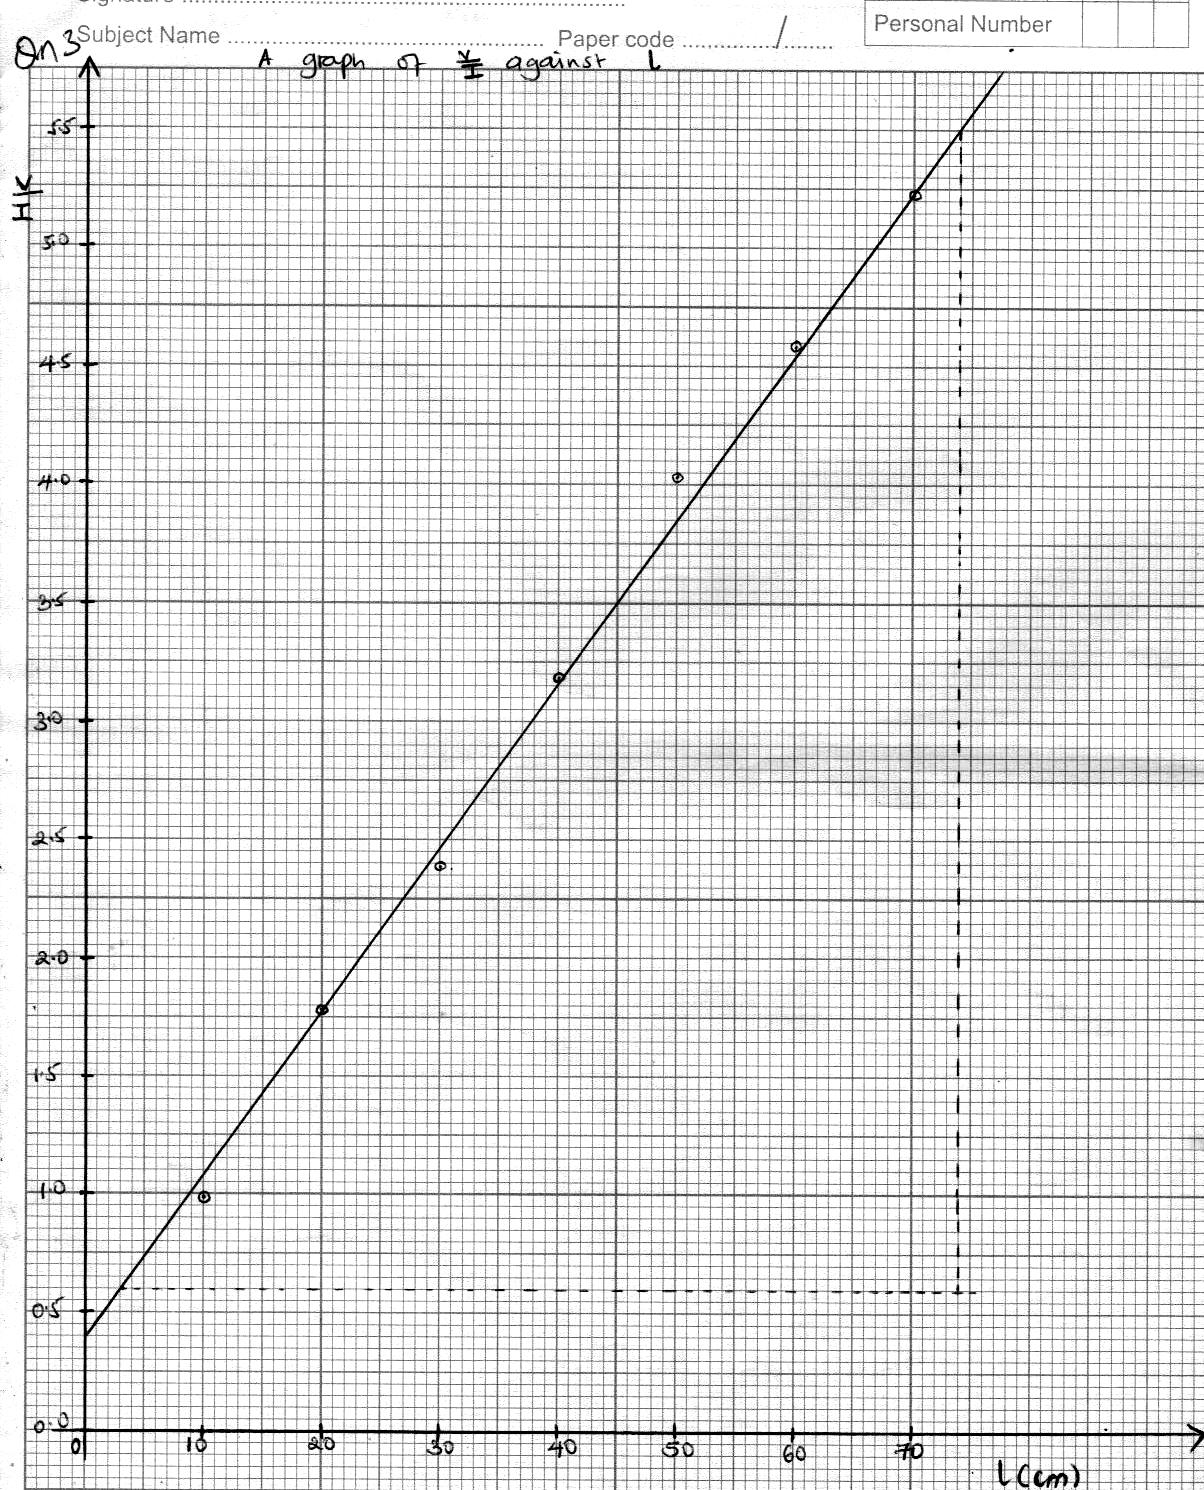 Signature ..........
Personal Number
Subject Name .......... Paper code ........../..........
Qn 3
A graph of V/I against l
5.5
V/I
5.0
4.5
4.0
3.5
3.0
2.5
2.0
1.5
1.0
0.5
0.0
0 10 20 30 40 50 60 70
l(cm)